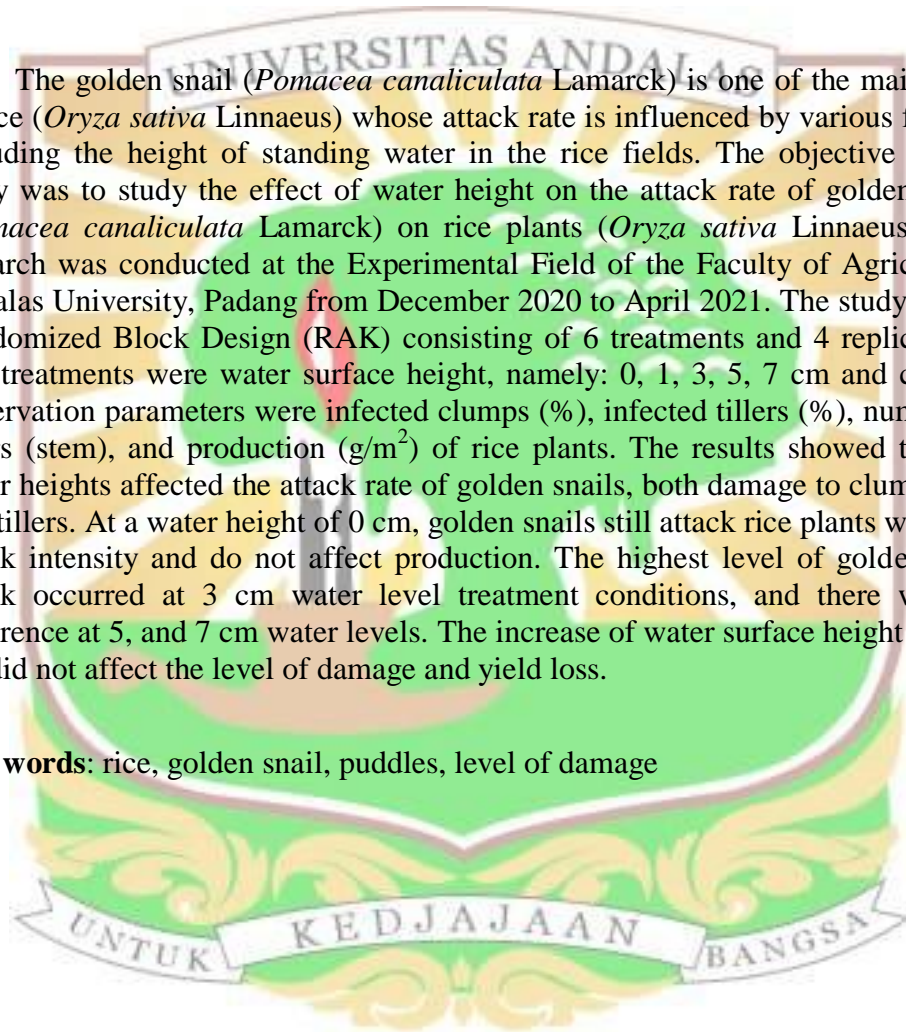 UNIVERSITAS ANDALAS
The golden snail (Pomacea canaliculata Lamarck) is one of the mai
ce (Oryza sativa Linnaeus) whose attack rate is influenced by various f
uding the height of standing water in the rice fields. The objective
y was to study the effect of water height on the attack rate of golden
macea canaliculata Lamarck) on rice plants (Oryza sativa Linnaeus
arch was conducted at the Experimental Field of the Faculty of Agric
alas University, Padang from December 2020 to April 2021. The study
domized Block Design (RAK) consisting of 6 treatments and 4 replic
treatments were water surface height, namely: 0, 1, 3, 5, 7 cm and c
ervation parameters were infected clumps (%), infected tillers (%), num
s (stem), and production (g/m²) of rice plants. The results showed t
r heights affected the attack rate of golden snails, both damage to clum
tillers. At a water height of 0 cm, golden snails still attack rice plants w
k intensity and do not affect production. The highest level of golde
k occurred at 3 cm water level treatment conditions, and there v
rence at 5, and 7 cm water levels. The increase of water surface height
did not affect the level of damage and yield loss.
words: rice, golden snail, puddles, level of damage
UNTUK KEDJAJAAN BANGSA